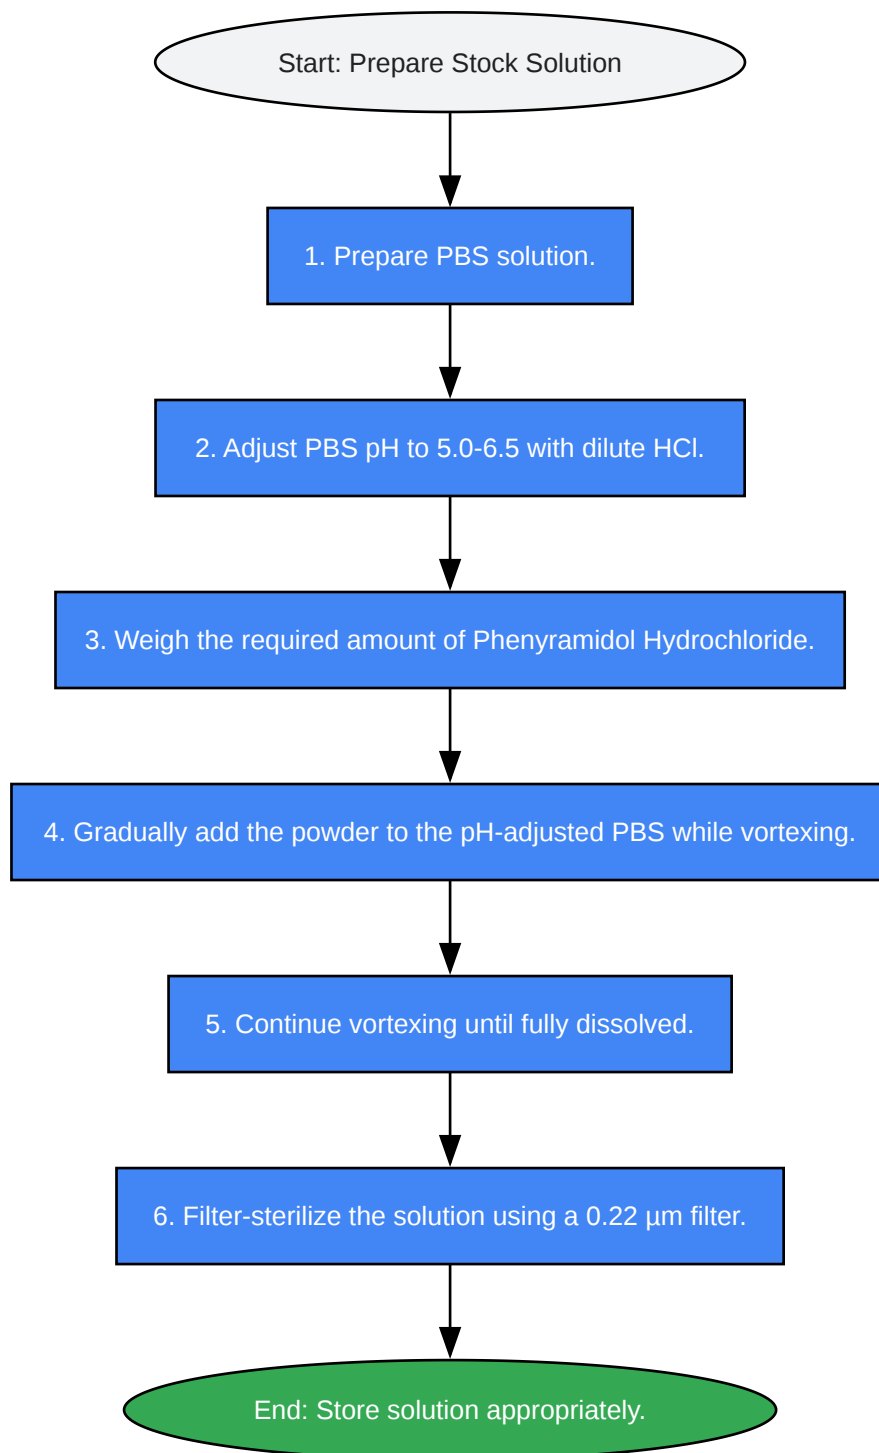 Start: Prepare Stock Solution
1. Prepare PBS solution.
2. Adjust PBS pH to 5.0-6.5 with dilute HCl.
3. Weigh the required amount of Phenyramidol Hydrochloride.
4. Gradually add the powder to the pH-adjusted PBS while vortexing.
5. Continue vortexing until fully dissolved.
6. Filter-sterilize the solution using a 0.22 µm filter.
End: Store solution appropriately.